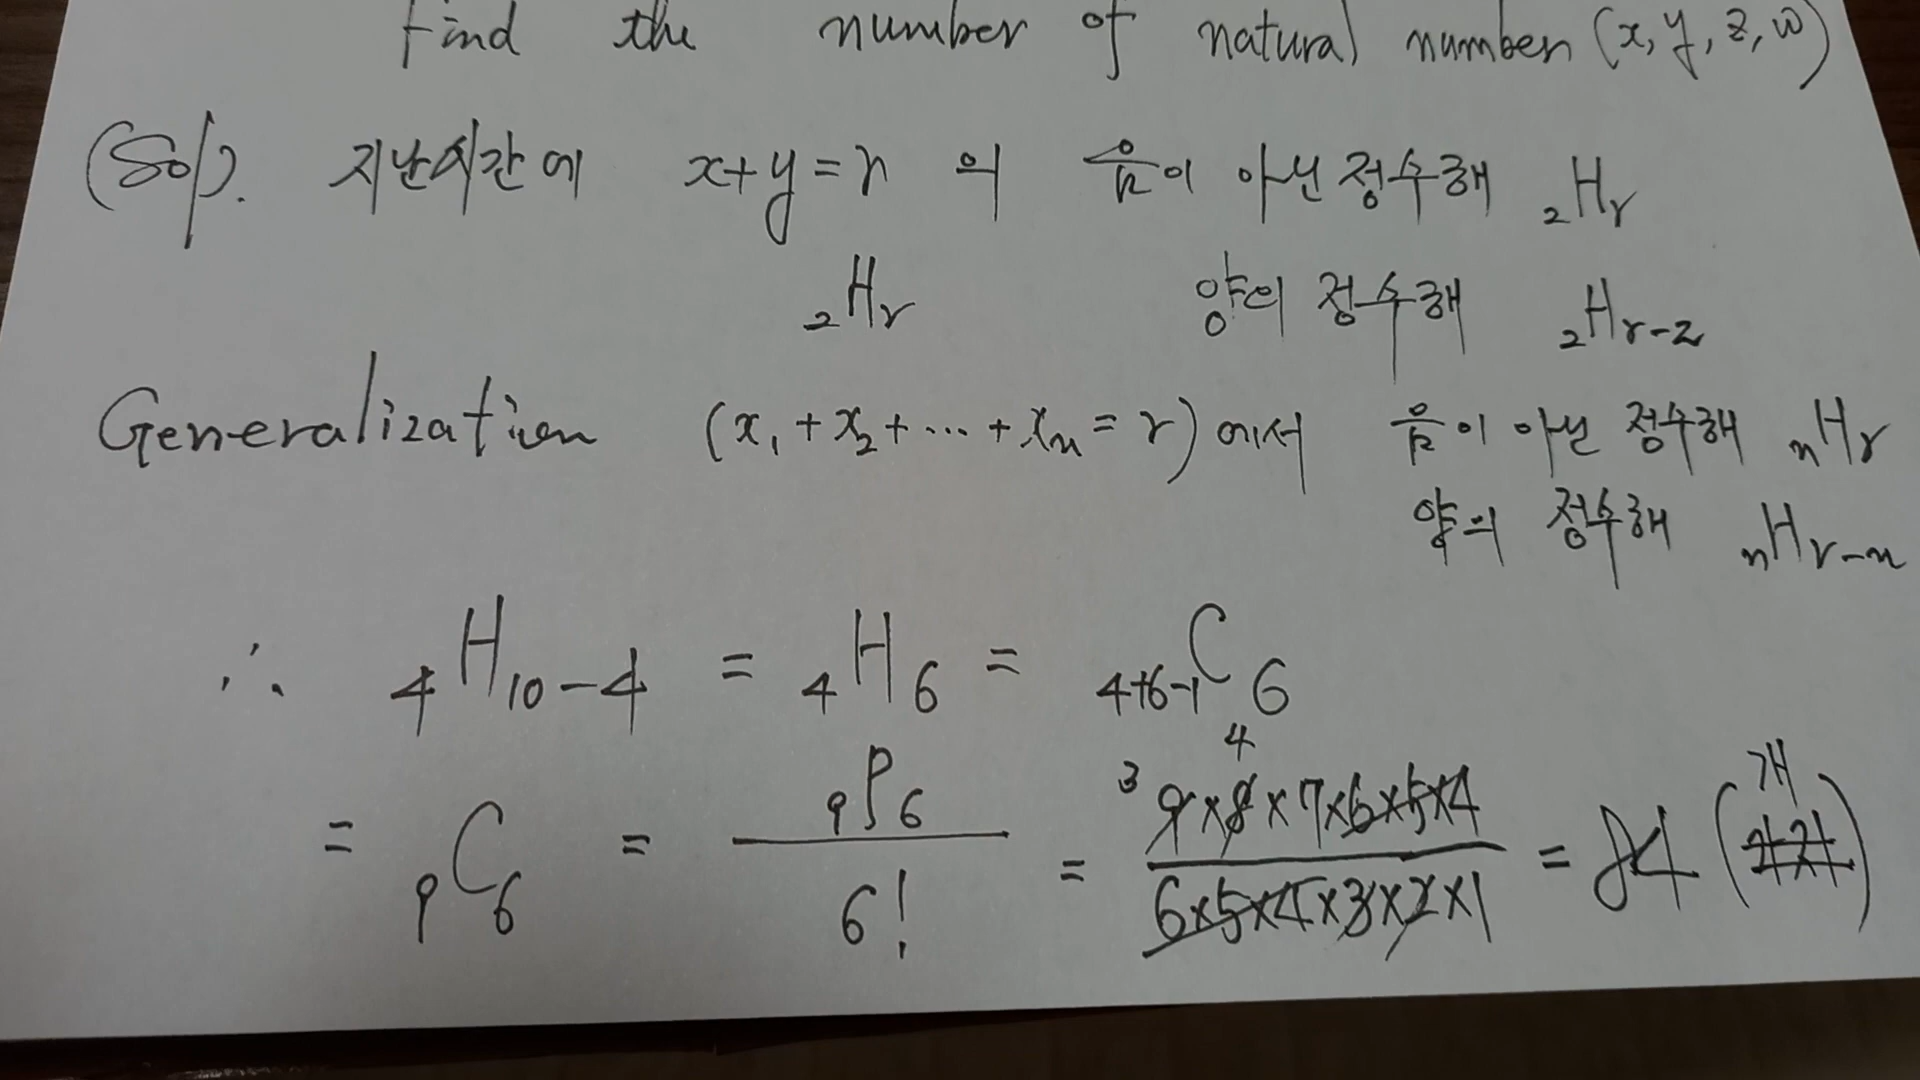 Find the number of natural number (x, y, z, w)
(Sol). 지난시간에 x+y=r 의 음이 아닌 정수해 ₂Hᵣ
₂Hᵣ 양의 정수해 ₂Hᵣ₋₂
Generalization (x₁+x₂+...+xₙ=r)에서 음이 아닌 정수해 ₙHᵣ
양의 정수해 ₙHᵣ₋ₙ
∴ ₄H₁₀₋₄ = ₄H₆ = ₄₊₆₋₁C₆
= ₉C₆ = ₉P₆ / 6! = 9×8×7×6×5×4 / 6×5×4×3×2×1 = 84 (개)